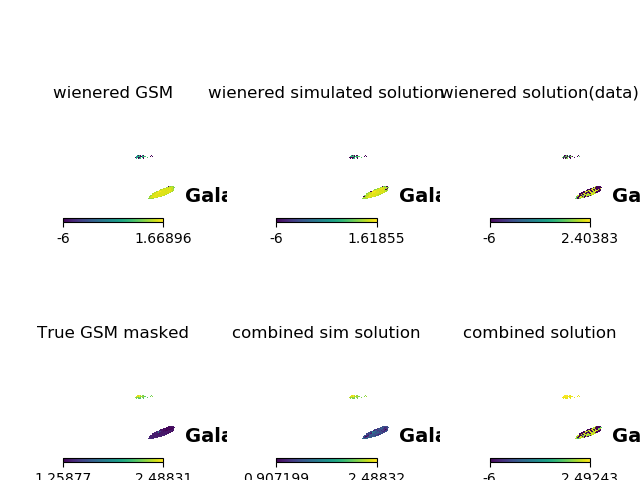 wienered GSM
wienered simulated solution
wienered solution(data)
Gala
Gala
Ga
-6 1.66896
-6 1.61855
-6 2.40383
True GSM masked
combined sim solution
combined solution
Gala
Gala
Ga
1.25877 2.48831
0.907199 2.48832
-6 2.49243